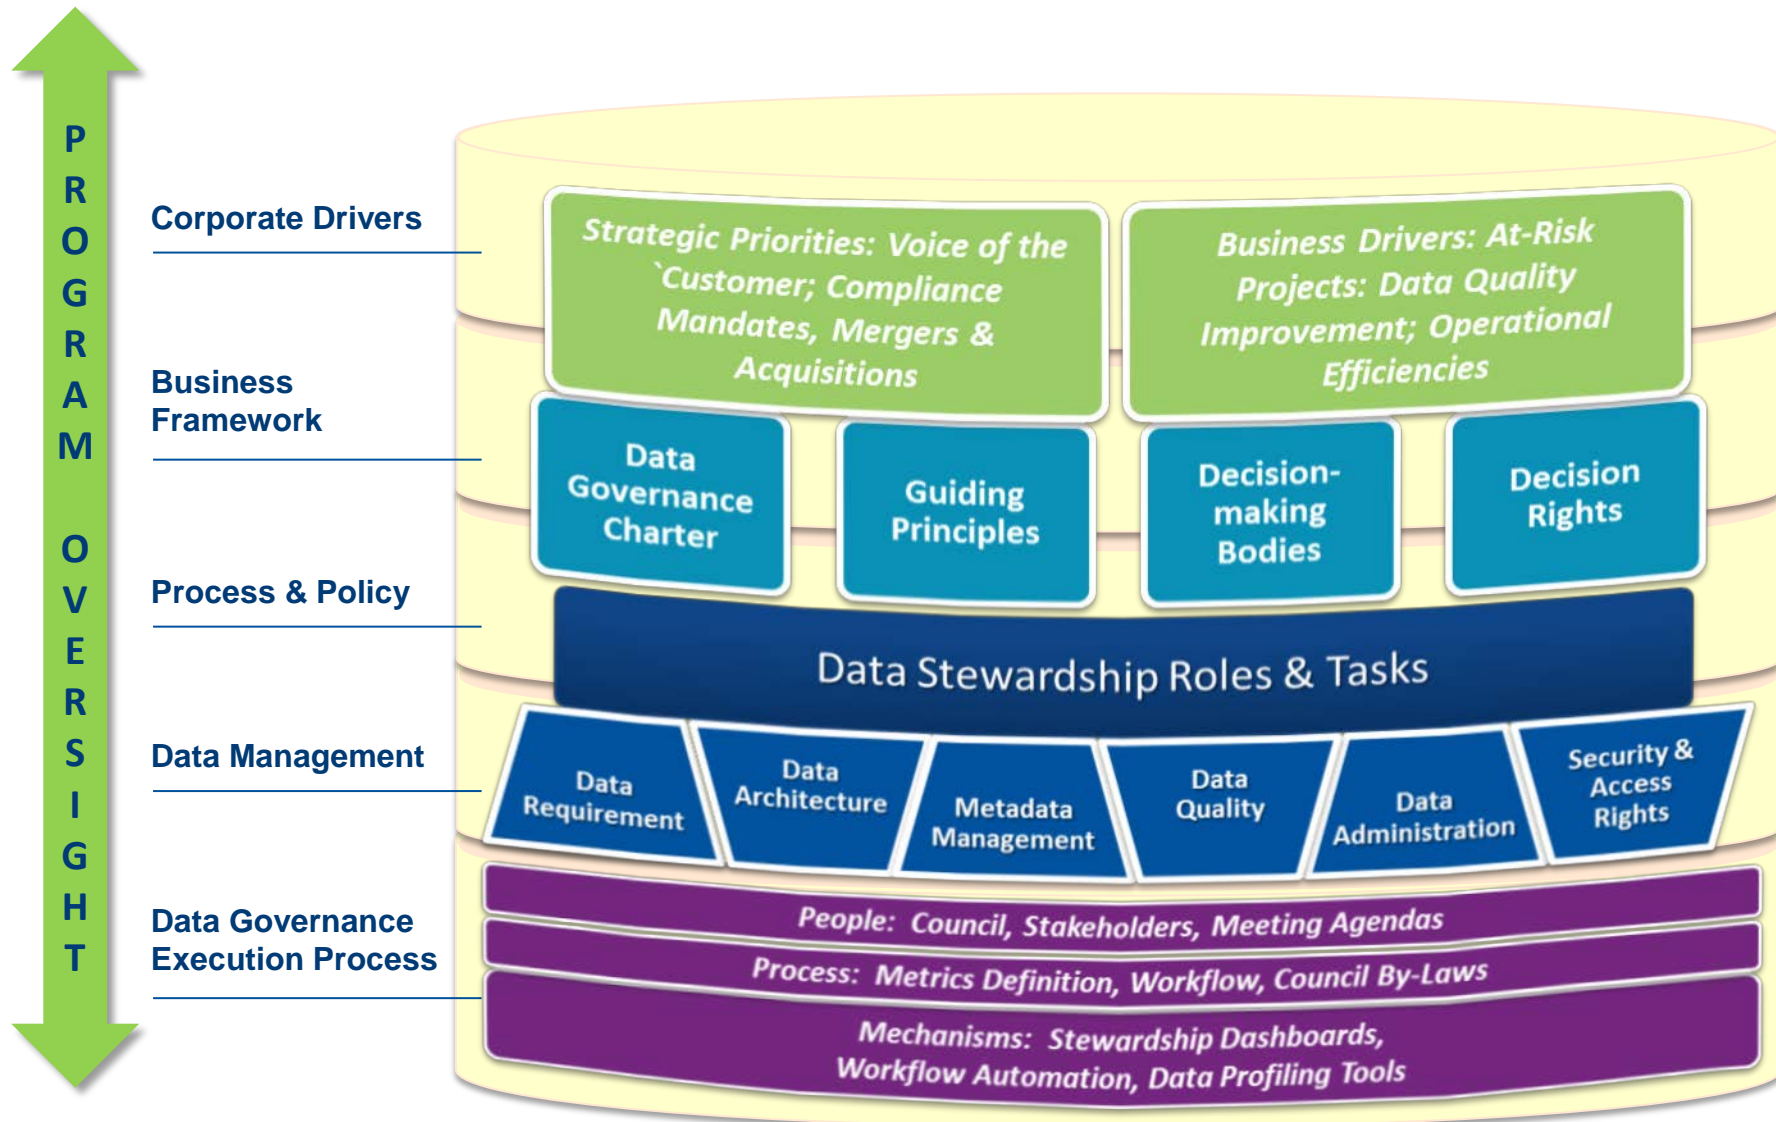 PROGRAM OVERSIGHT
Corporate Drivers
Strategic Priorities: Voice of the
`Customer; Compliance
Mandates, Mergers &
Acquisitions
Business Drivers: At-Risk
Projects: Data Quality
Improvement; Operational
Efficiencies
Business
Framework
Data
Governance
Charter
Guiding
Principles
Decision-
making
Bodies
Decision
Rights
Process & Policy
Data Stewardship Roles & Tasks
Data Management
Data
Requirement
Data
Architecture
Metadata
Management
Data
Quality
Data
Administration
Security &
Access
Rights
Data Governance
Execution Process
People: Council, Stakeholders, Meeting Agendas
Process: Metrics Definition, Workflow, Council By-Laws
Mechanisms: Stewardship Dashboards,
Workflow Automation, Data Profiling Tools